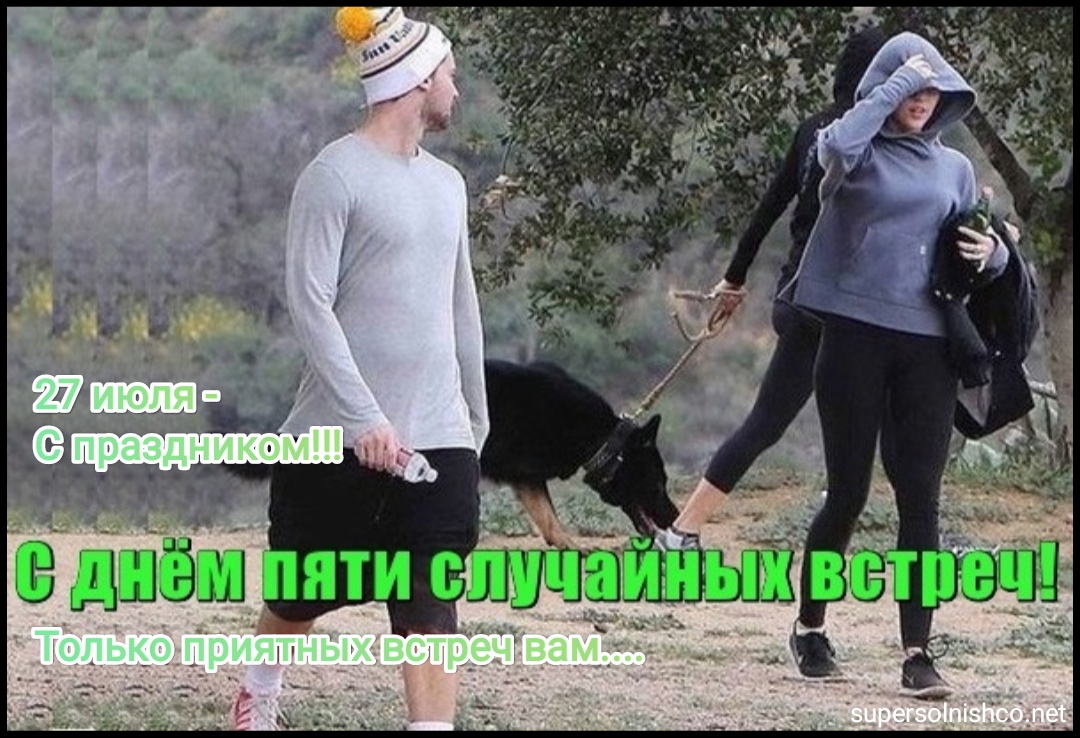 27 июля -
С праздником!!!
С днём пяти случайных встреч!
Только приятных встреч вам....
supersolnishco.net